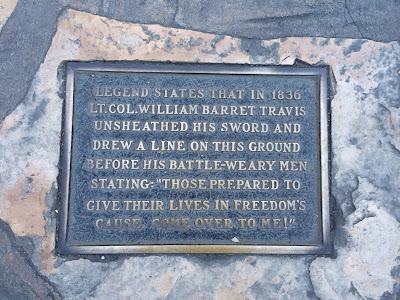 LEGEND STATES THAT IN 1836
LT. COL. WILLIAM BARRET TRAVIS
UNSHEATHED HIS SWORD AND
DREW A LINE ON THIS GROUND
BEFORE HIS BATTLE-WEARY MEN
STATING: "THOSE PREPARED TO
GIVE THEIR LIVES IN FREEDOM'S
CAUSE, COME OVER TO ME!"